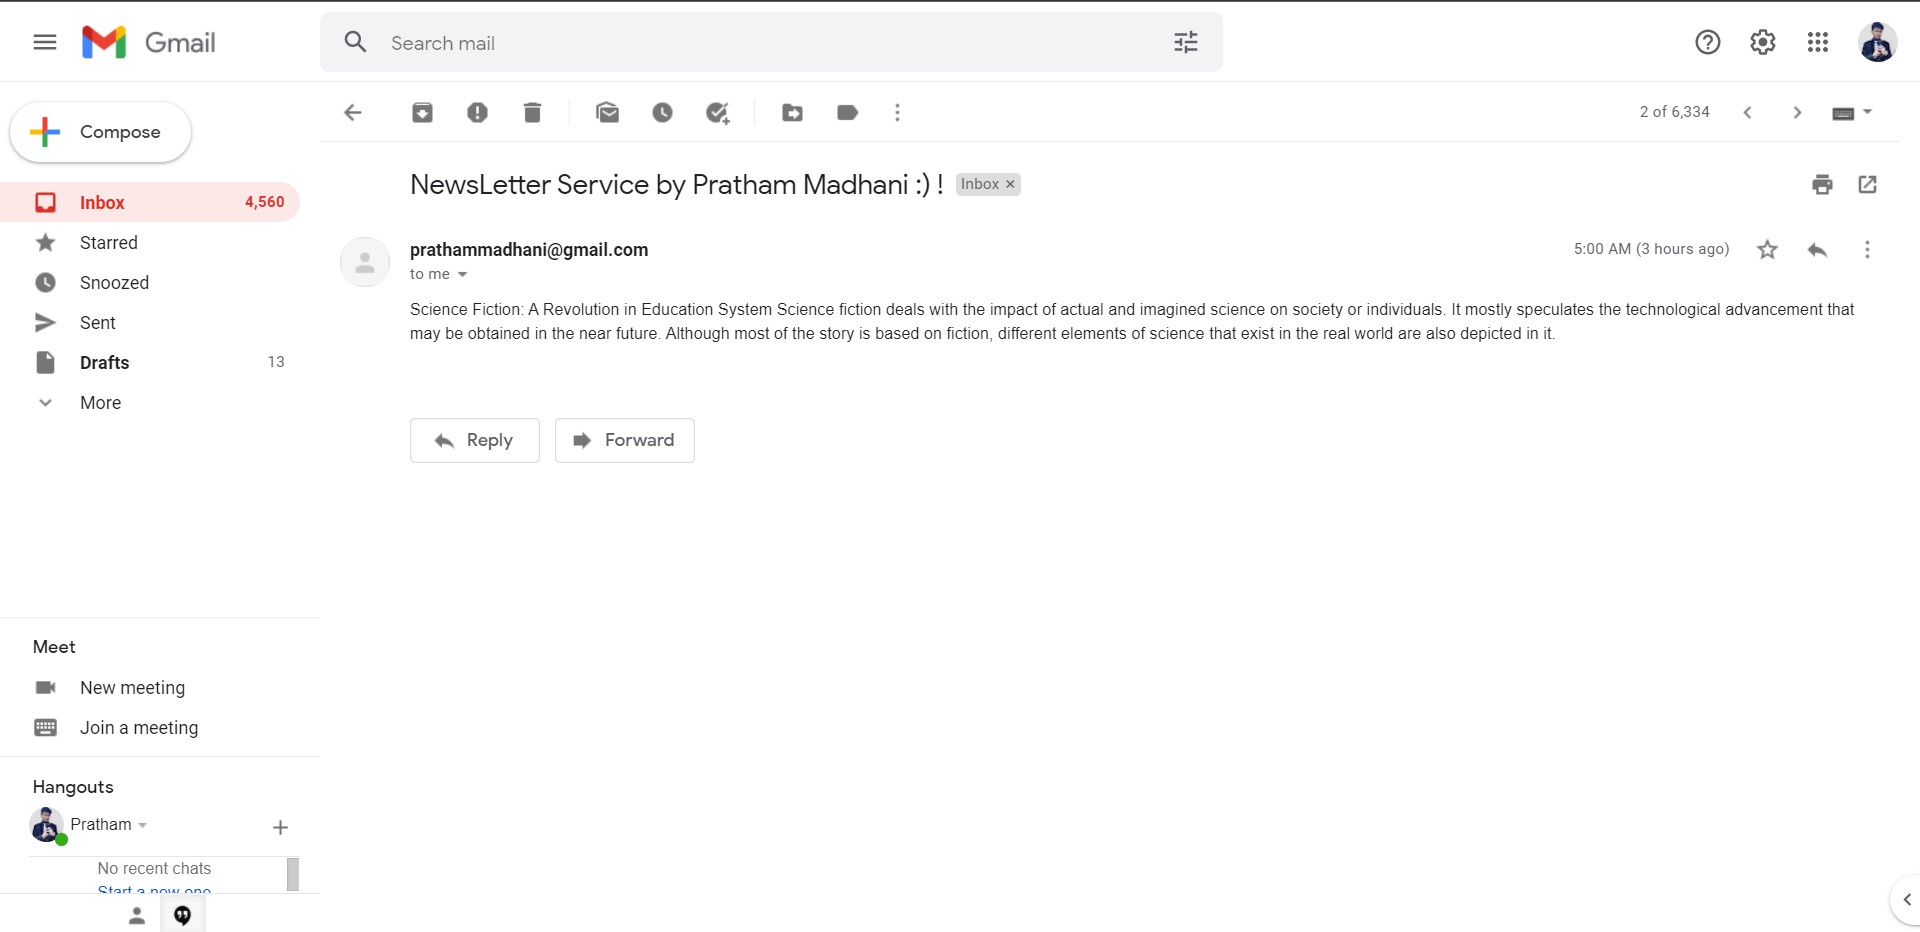 Gmail
Search mail
Compose
2 of 6,334
Inbox 4,560
Starred
Snoozed
Sent
Drafts 13
More
NewsLetter Service by Pratham Madhani :) ! Inbox ×
prathammadhani@gmail.com 5:00 AM (3 hours ago)
to me
Science Fiction: A Revolution in Education System Science fiction deals with the impact of actual and imagined science on society or individuals. It mostly speculates the technological advancement that
may be obtained in the near future. Although most of the story is based on fiction, different elements of science that exist in the real world are also depicted in it.
Reply Forward
Meet
New meeting
Join a meeting
Hangouts
Pratham
No recent chats
Start a new one